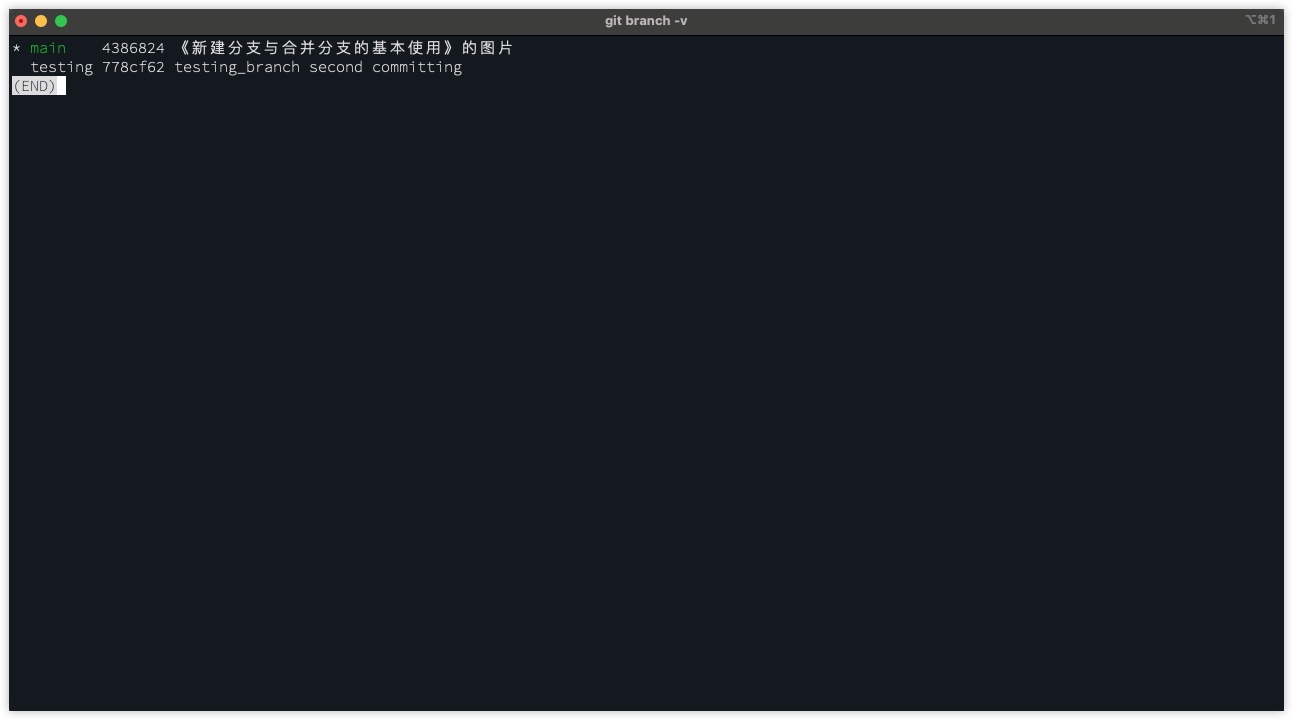 git branch -v
⌥⌘1
* main    4386824 《新建分支与合并分支的基本使用》的图片
  testing 778cf62 testing_branch second committing
(END)